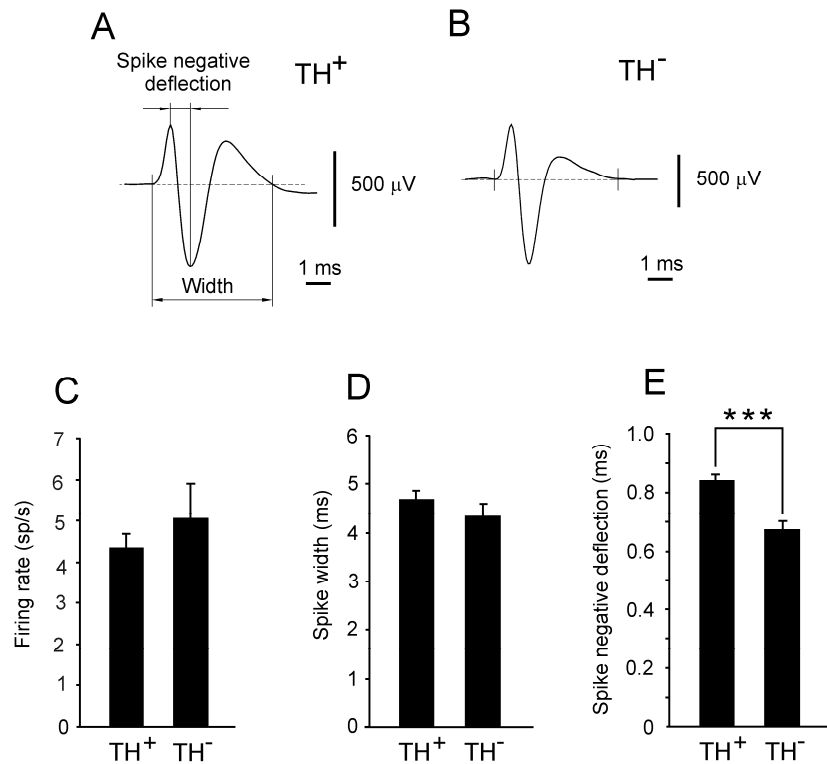 A
B
Spike negative
deflection
TH+
TH-
500 μV
500 μV
1 ms
1 ms
Width
C
D
E
***
Firing rate (sp/s)
7
6
5
4
3
2
1
0
TH+ TH-
Spike width (ms)
6
5
4
3
2
1
0
TH+ TH-
Spike negative deflection (ms)
1.0
0.8
0.6
0.4
0.2
0
TH+ TH-